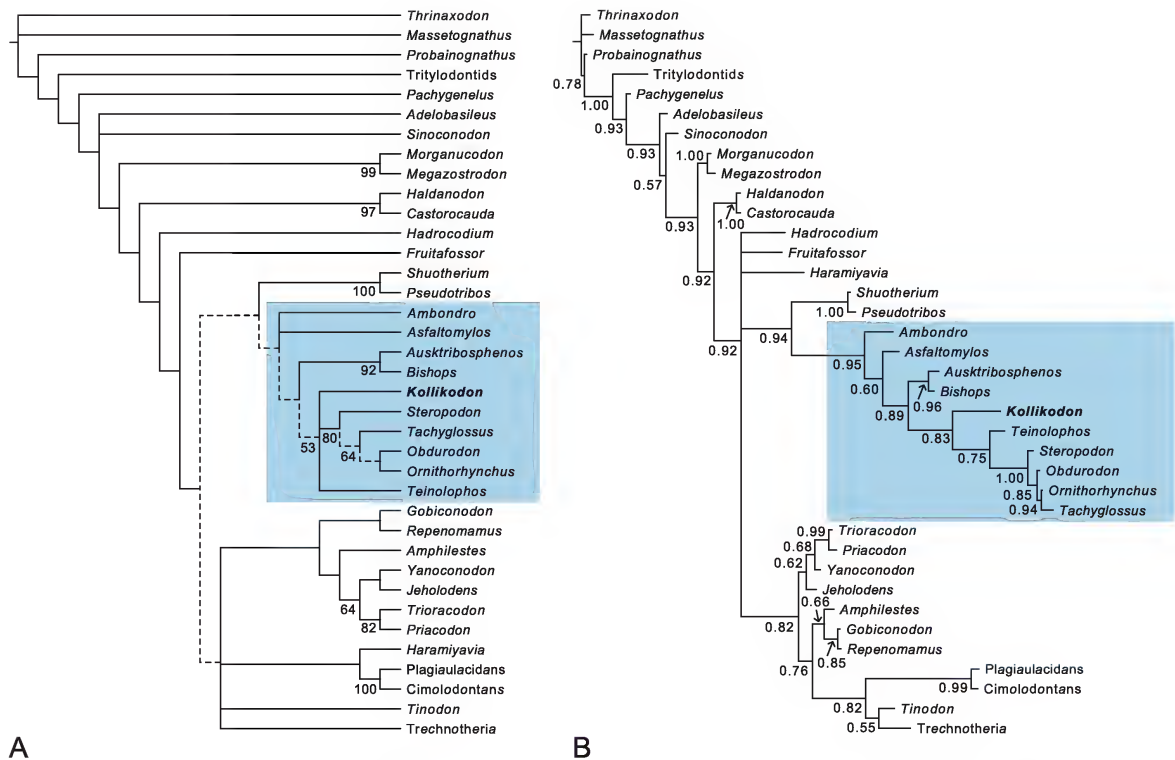 Thrinaxodon
Massetognathus
Probainognathus
Tritylodontids
Pachygenelus
Adelobasileus
Sinoconodon
Morganucodon
99
Megazostrodon
Haldanodon
97
Castorocauda
Hadrocodium
Fruitafossor
Shuotherium
100
Pseudotribos
Ambondro
Asfaltomylos
Ausktribosphenos
92
Bishops
Kollikodon
Steropodon
53
80
Tachyglossus
64
Obdurodon
Ornithorhynchus
Teinolophos
Gobiconodon
Repenomamus
Amphilestes
Yanoconodon
Jeholodens
64
Trioracodon
82
Priacodon
Haramiyavia
Plagiaulacidans
100
Cimolodontans
Tinodon
Trechnotheria
A
Thrinaxodon
Massetognathus
Probainognathus
0.78
Tritylodontids
1.00
Pachygenelus
0.93
Adelobasileus
0.93
Sinoconodon
0.57
Morganucodon
1.00
Megazostrodon
0.93
Haldanodon
1.00
Castorocauda
0.92
Hadrocodium
Fruitafossor
Haramiyavia
0.92
Shuotherium
1.00
Pseudotribos
0.94
Ambondro
0.95
Asfaltomylos
0.60
Ausktribosphenos
0.96
Bishops
0.89
Kollikodon
0.83
Teinolophos
0.75
Steropodon
1.00
Obdurodon
0.85
Ornithorhynchus
0.94
Tachyglossus
Trioracodon
0.99
Priacodon
0.68
Yanoconodon
0.62
Jeholodens
0.66
Amphilestes
0.82
Gobiconodon
0.85
Repenomamus
0.76
Plagiaulacidans
0.99
Cimolodontans
0.82
Tinodon
0.55
Trechnotheria
B